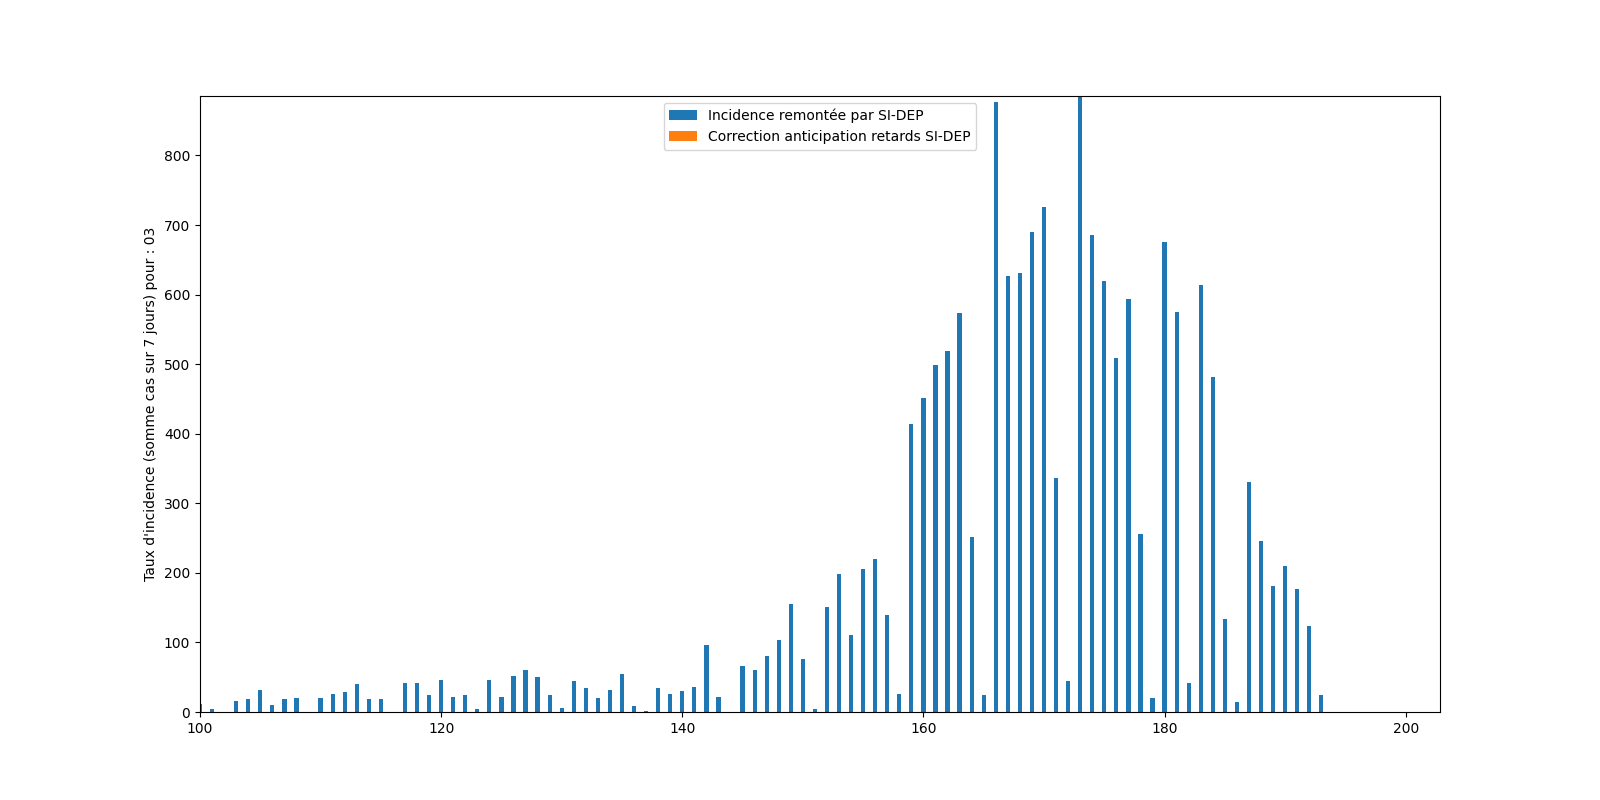 Incidence remontée par SI-DEP
Correction anticipation retards SI-DEP
Taux d'incidence (somme cas sur 7 jours) pour : 03
800
700
600
500
400
300
200
100
0
100 120 140 160 180 200